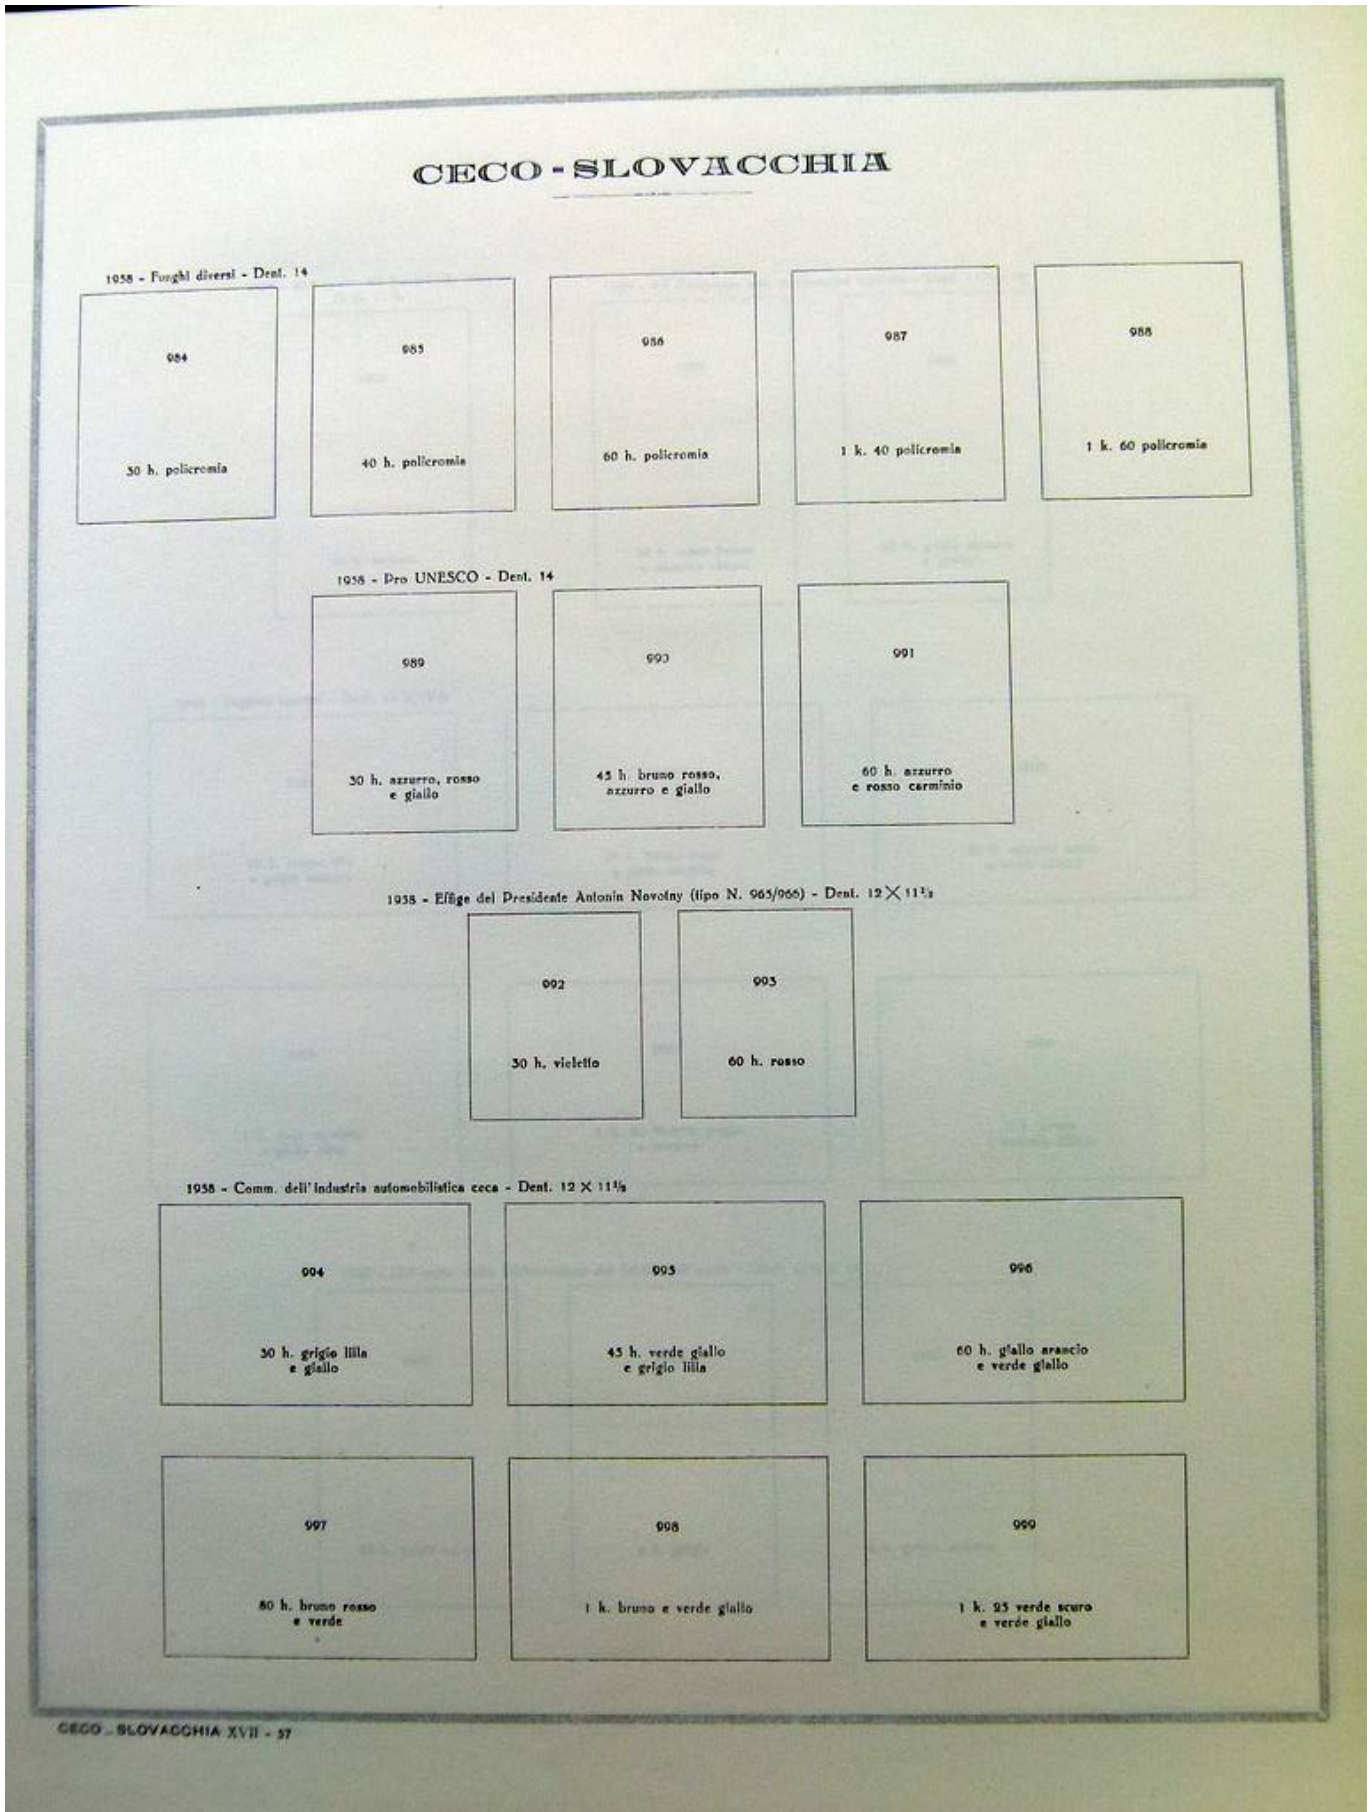 CECO-SLOVACCHIA
1958 - Funghi diversi - Dent. 14
984
985
986
987
988
30 h. policromia
40 h. policromia
60 h. policromia
1 k. 40 policromia
1 k. 60 policromia
1958 - Pro UNESCO - Dent. 14
989
990
991
30 h. azzurro, rosso
e giallo
45 h bruno rosso,
azzurro e giallo
60 h. azzurro
e rosso carminio
1958 - Effige del Presidente Antonin Novotny (tipo N. 965/966) - Dent. 12 × 11½
992
993
30 h. violetto
60 h. rosso
1958 - Comm. dell'industria automobilistica ceca - Dent. 12 × 11½
994
995
996
30 h. grigio lilla
e giallo
45 h. verde giallo
e grigio lilla
60 h. giallo arancio
e verde giallo
997
998
999
80 h. bruno rosso
e verde
1 k. bruno e verde giallo
1 k. 25 verde scuro
e verde giallo
CECO - SLOVACCHIA XVII - 57